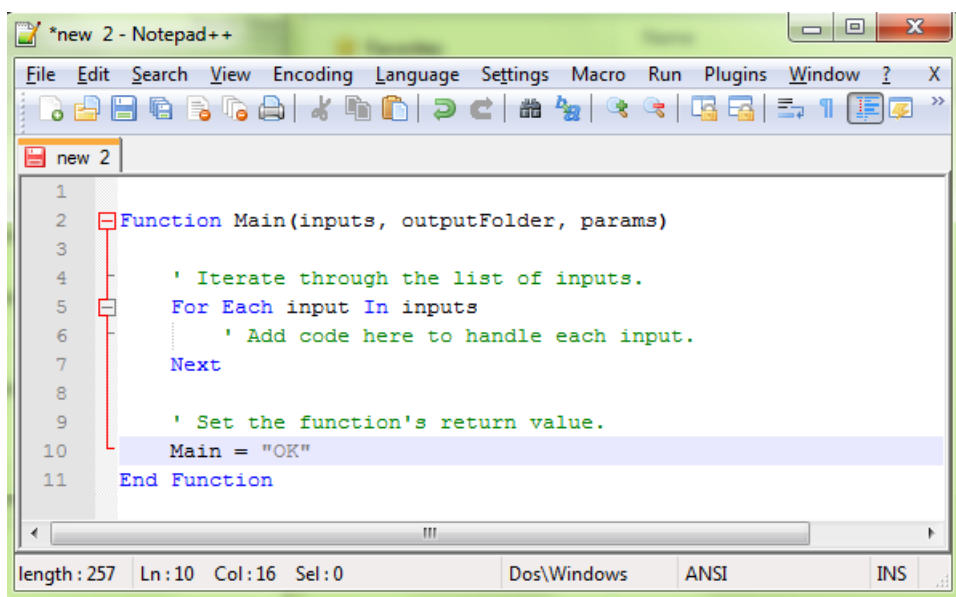 *new 2 - Notepad++
File Edit Search View Encoding Language Settings Macro Run Plugins Window ? X
new 2
1
2 Function Main(inputs, outputFolder, params)
3
4 ' Iterate through the list of inputs.
5 For Each input In inputs
6 ' Add code here to handle each input.
7 Next
8
9 ' Set the function's return value.
10 Main = "OK"
11 End Function
length : 257 Ln : 10 Col : 16 Sel : 0 Dos\Windows ANSI INS